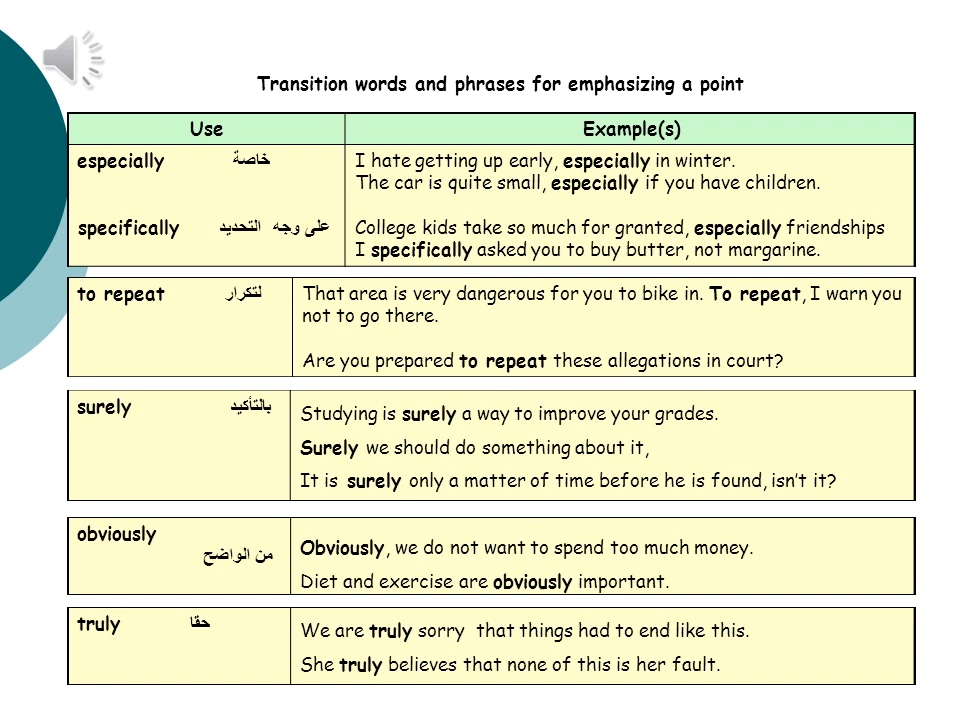 Transition words and phrases for emphasizing a point
Use
Example(s)
especially خاصة
I hate getting up early, especially in winter.
The car is quite small, especially if you have children.
specifically على وجه التحديد
College kids take so much for granted, especially friendships
I specifically asked you to buy butter, not margarine.
to repeat لتكرار
That area is very dangerous for you to bike in. To repeat, I warn you
not to go there.
Are you prepared to repeat these allegations in court?
surely بالتأكيد
Studying is surely a way to improve your grades.
Surely we should do something about it,
It is surely only a matter of time before he is found, isn’t it?
obviously
من الواضح
Obviously, we do not want to spend too much money.
Diet and exercise are obviously important.
truly حقا
We are truly sorry that things had to end like this.
She truly believes that none of this is her fault.